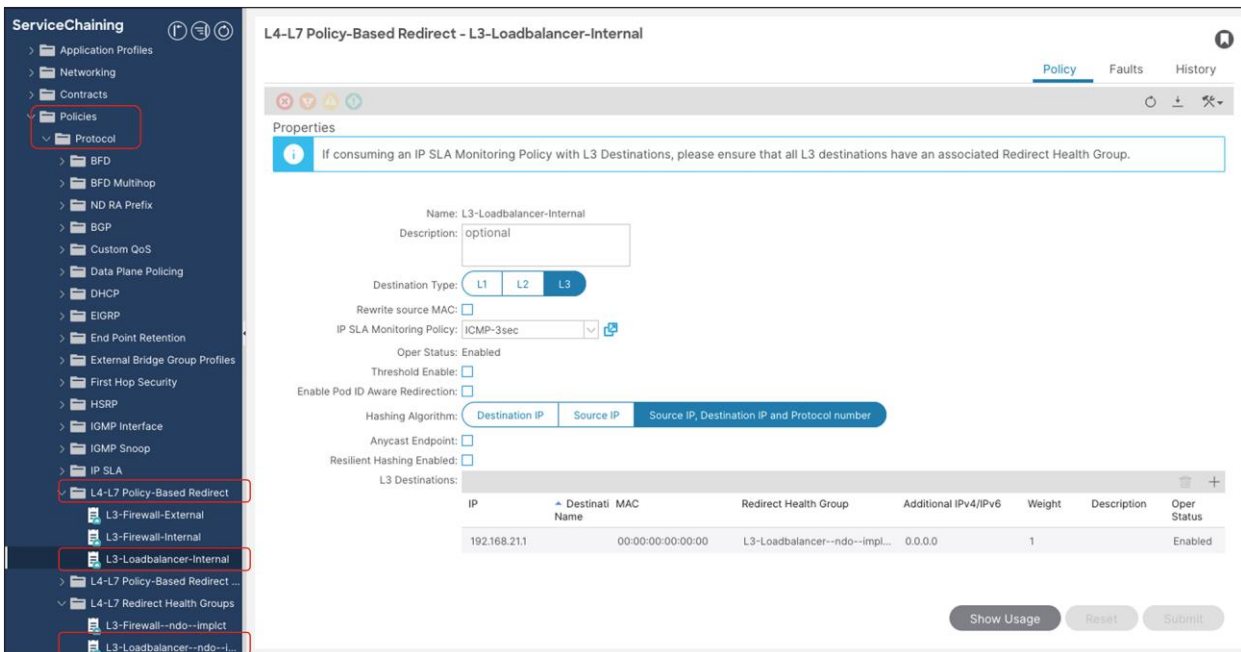 ServiceChaining
Application Profiles
Networking
Contracts
Policies
Protocol
BFD
BFD Multihop
ND RA Prefix
BGP
Custom QoS
Data Plane Policing
DHCP
EIGRP
End Point Retention
External Bridge Group Profiles
First Hop Security
HSRP
IGMP Interface
IGMP Snoop
IP SLA
L4-L7 Policy-Based Redirect
L3-Firewall-External
L3-Firewall-Internal
L3-Loadbalancer-Internal
L4-L7 Policy-Based Redirect ...
L4-L7 Redirect Health Groups
L3-Firewall--ndo--implct
L3-Loadbalancer--ndo--i...
L4-L7 Policy-Based Redirect - L3-Loadbalancer-Internal
Policy Faults History
Properties
If consuming an IP SLA Monitoring Policy with L3 Destinations, please ensure that all L3 destinations have an associated Redirect Health Group.
Name: L3-Loadbalancer-Internal
Description: optional
Destination Type: L1 L2 L3
Rewrite source MAC:
IP SLA Monitoring Policy: ICMP-3sec
Oper Status: Enabled
Threshold Enable:
Enable Pod ID Aware Redirection:
Hashing Algorithm: Destination IP Source IP Source IP, Destination IP and Protocol number
Anycast Endpoint:
Resilient Hashing Enabled:
L3 Destinations:
IP Destinati MAC Redirect Health Group Additional IPv4/IPv6 Weight Description Oper
Name Status
192.168.21.1 00:00:00:00:00:00 L3-Loadbalancer--ndo--impl... 0.0.0.0 1 Enabled
Show Usage Reset Submit